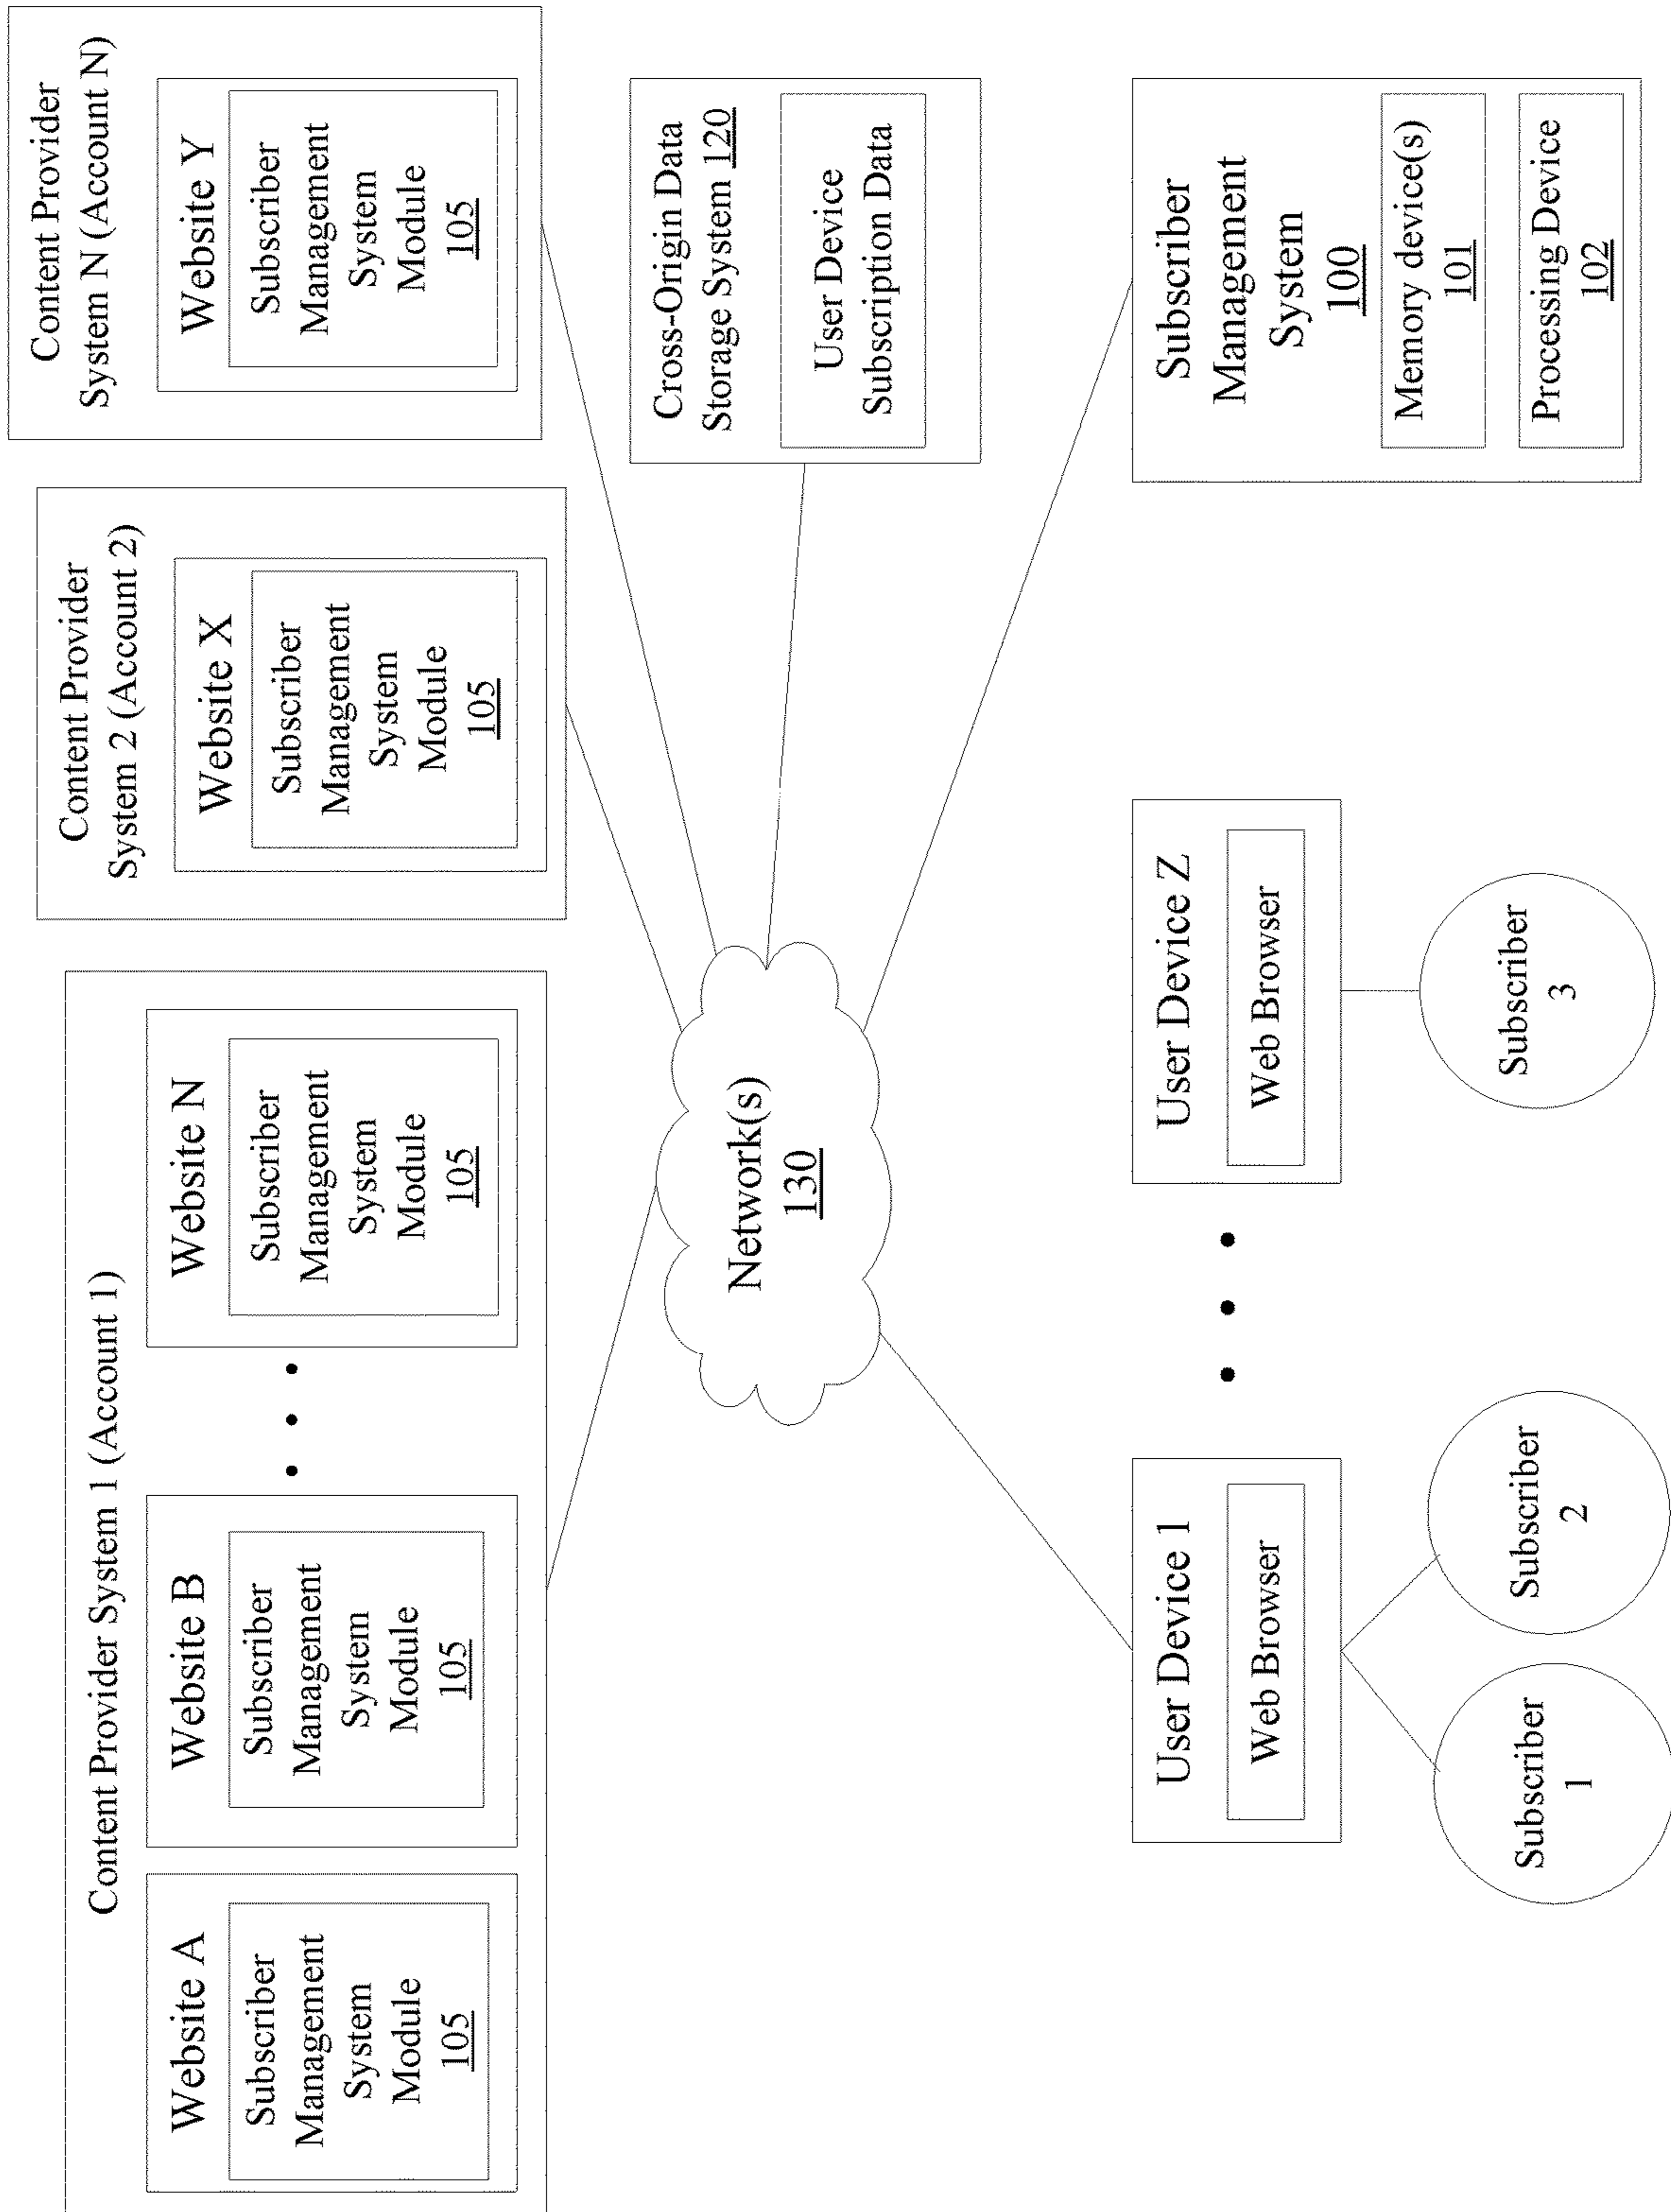 Content Provider System 1 (Account 1)
Website A
Subscriber
Management
System
Module
105
Website B
Subscriber
Management
System
Module
105
Website N
Subscriber
Management
System
Module
105
Content Provider
System 2 (Account 2)
Website X
Subscriber
Management
System
Module
105
Content Provider
System N (Account N)
Website Y
Subscriber
Management
System
Module
105
Network(s)
130
Cross-Origin Data
Storage System 120
User Device
Subscription Data
User Device 1
Web Browser
Subscriber
1
Subscriber
2
User Device Z
Web Browser
Subscriber
3
Subscriber
Management
System
100
Memory device(s)
101
Processing Device
102